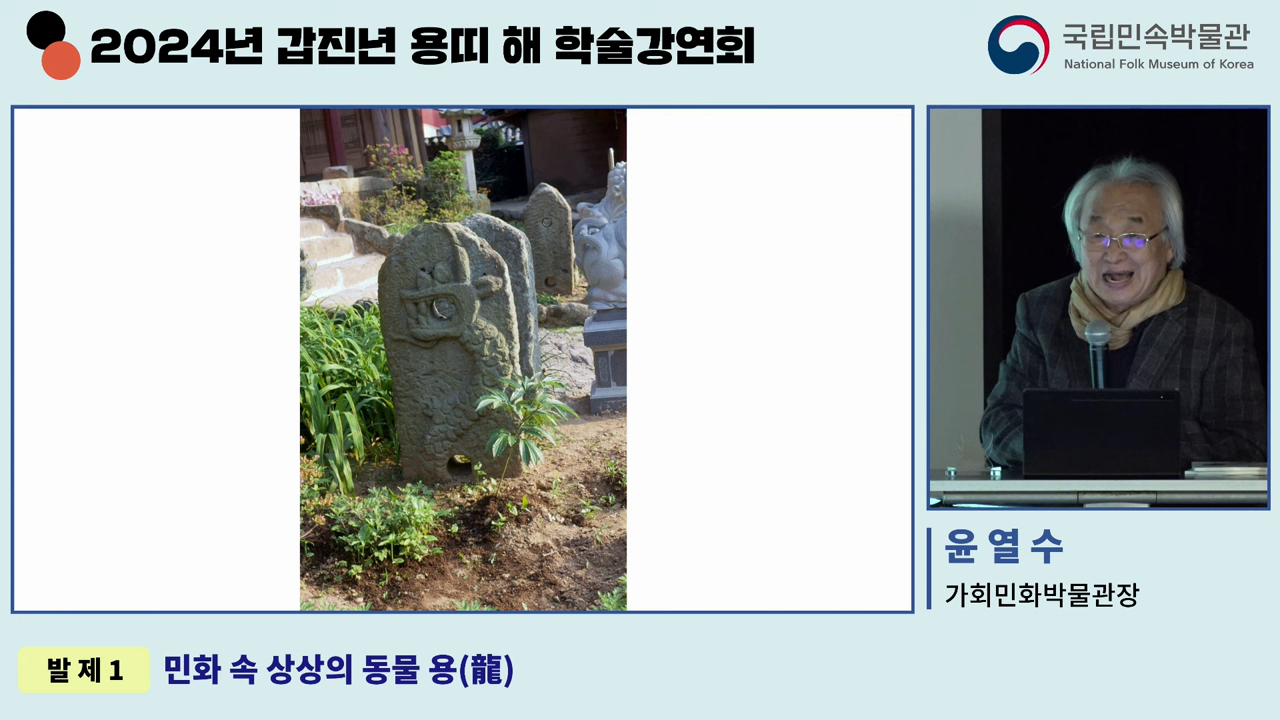 2024년 갑진년 용띠 해 학술강연회
국립민속박물관
National Folk Museum of Korea
윤열수
가회민화박물관장
발제1
민화 속 상상의 동물 용(龍)